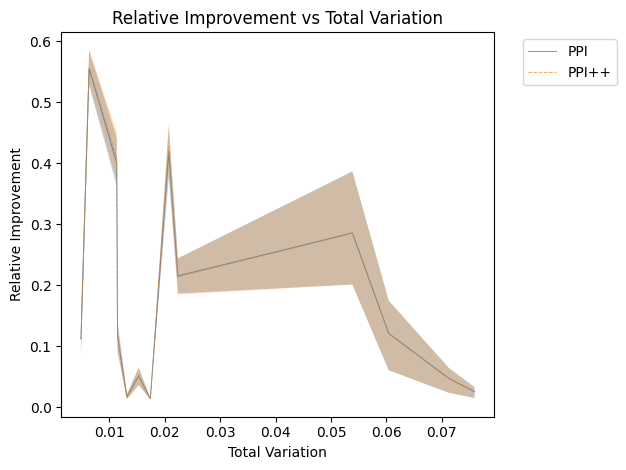 Relative Improvement vs Total Variation
PPI
PPI++
Relative Improvement
0.6
0.5
0.4
0.3
0.2
0.1
0.0
0.01 0.02 0.03 0.04 0.05 0.06 0.07
Total Variation